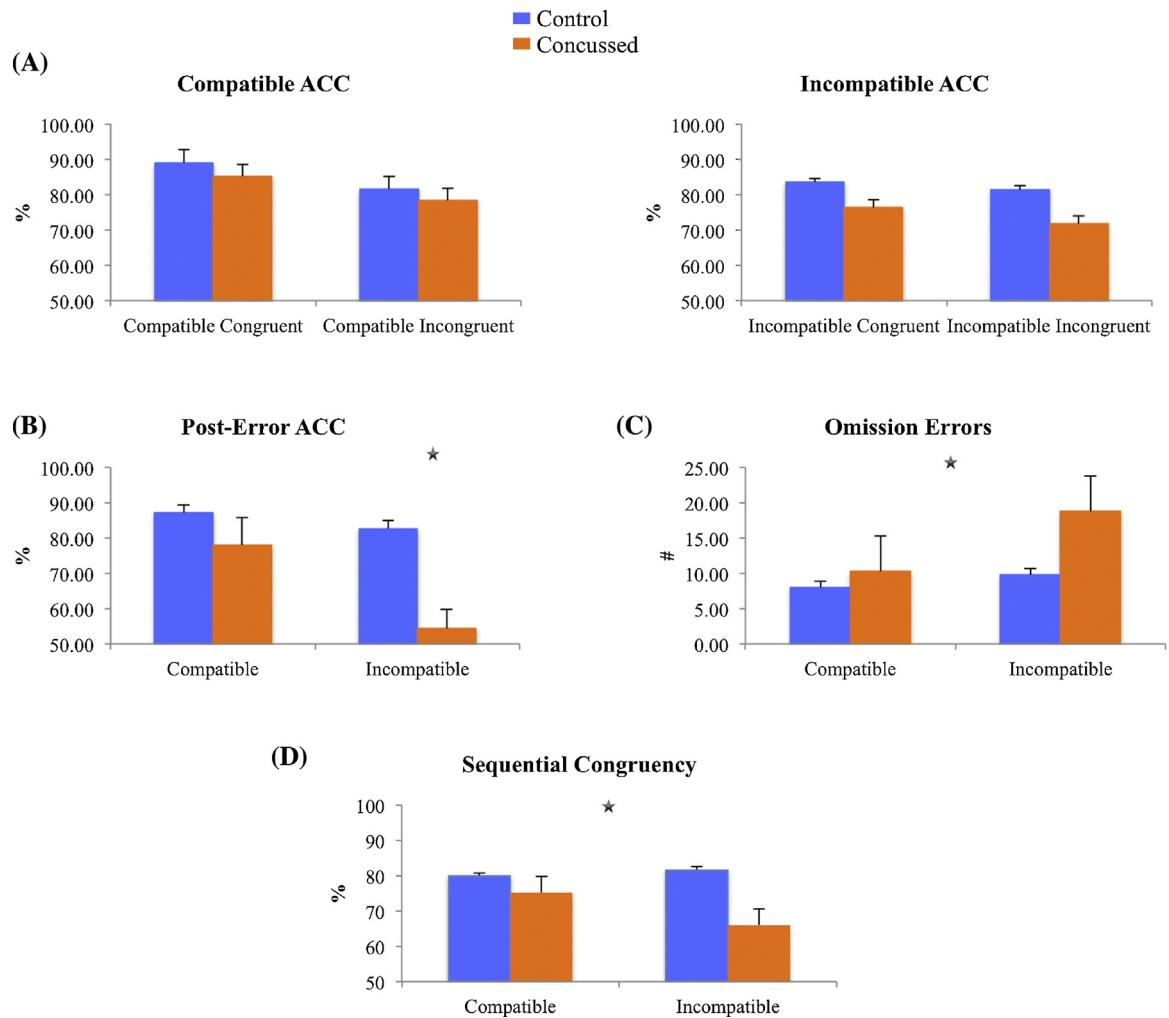 Control
Concussed
(A)
Compatible ACC
Incompatible ACC
100.00
90.00
80.00
70.00
60.00
50.00
%
Compatible Congruent Compatible Incongruent
100.00
90.00
80.00
70.00
60.00
50.00
%
Incompatible Congruent Incompatible Incongruent
(B)
Post-Error ACC
100.00
90.00
80.00
70.00
60.00
50.00
%
Compatible Incompatible
(C)
Omission Errors
25.00
20.00
15.00
10.00
5.00
0.00
#
Compatible Incompatible
(D)
Sequential Congruency
100
90
80
70
60
50
%
Compatible Incompatible